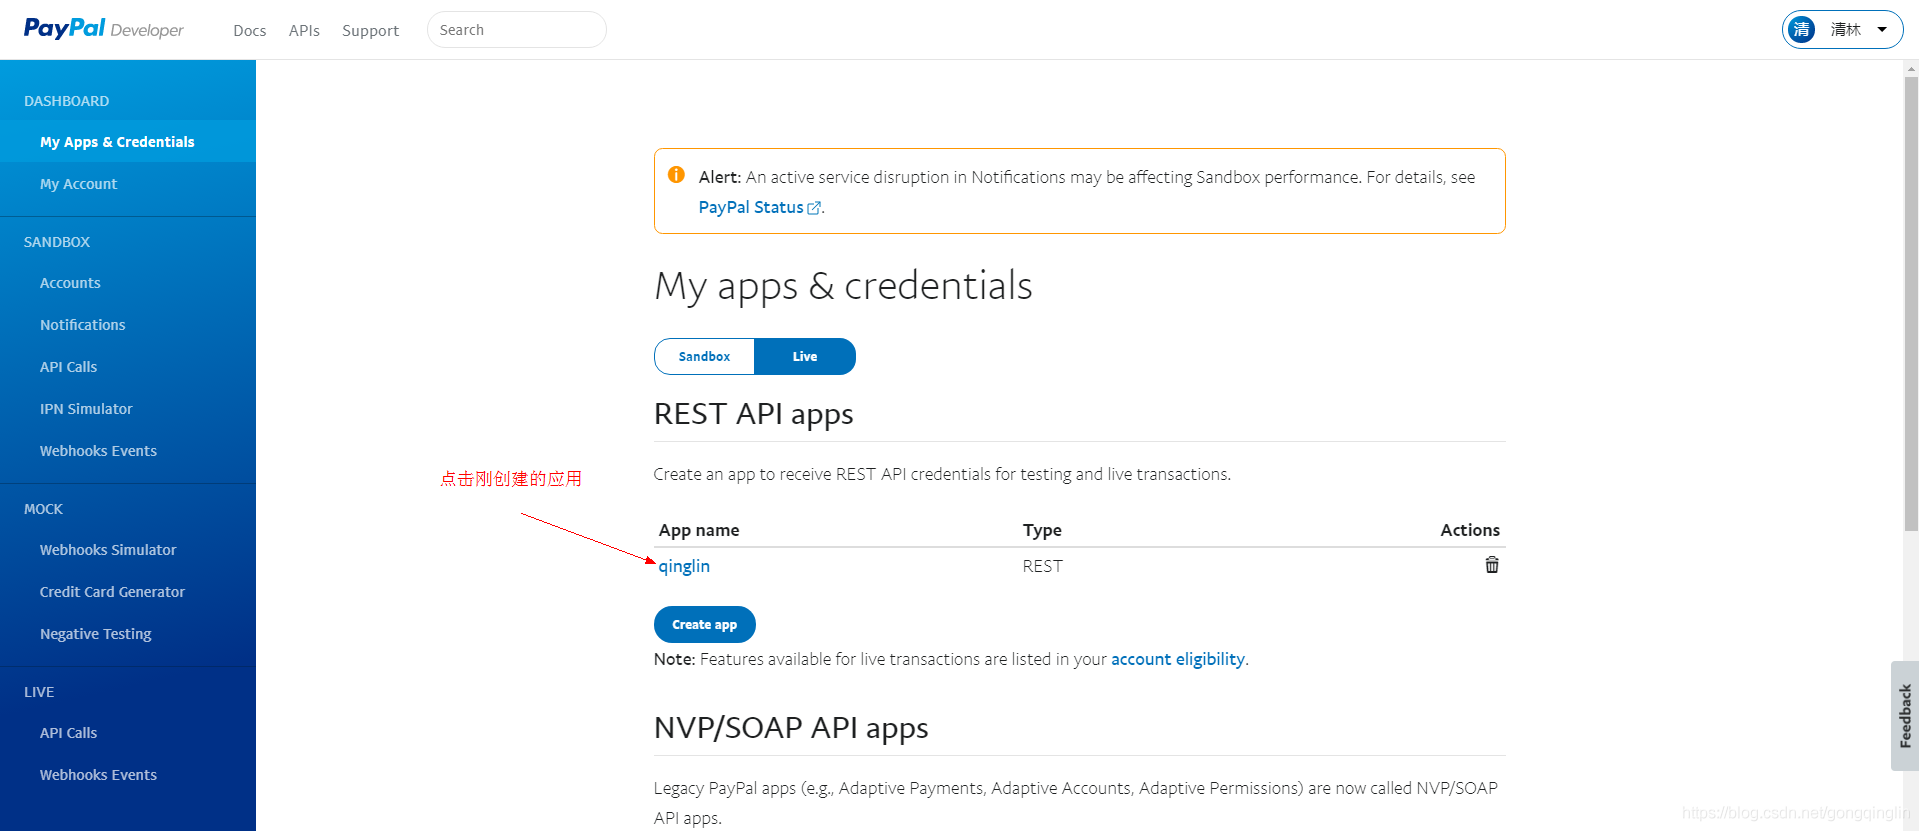 PayPal Developer
Docs APIs Support Search
清 清林
DASHBOARD
My Apps & Credentials
My Account
SANDBOX
Accounts
Notifications
API Calls
IPN Simulator
Webhooks Events
MOCK
Webhooks Simulator
Credit Card Generator
Negative Testing
LIVE
API Calls
Webhooks Events
Alert: An active service disruption in Notifications may be affecting Sandbox performance. For details, see
PayPal Status.
My apps & credentials
Sandbox Live
REST API apps
Create an app to receive REST API credentials for testing and live transactions.
点击刚创建的应用
App name Type Actions
qinglin REST
Create app
Note: Features available for live transactions are listed in your account eligibility.
NVP/SOAP API apps
Legacy PayPal apps (e.g., Adaptive Payments, Adaptive Accounts, Adaptive Permissions) are now called NVP/SOAP
API apps.
Feedback
https://blog.csdn.net/gongqinglin